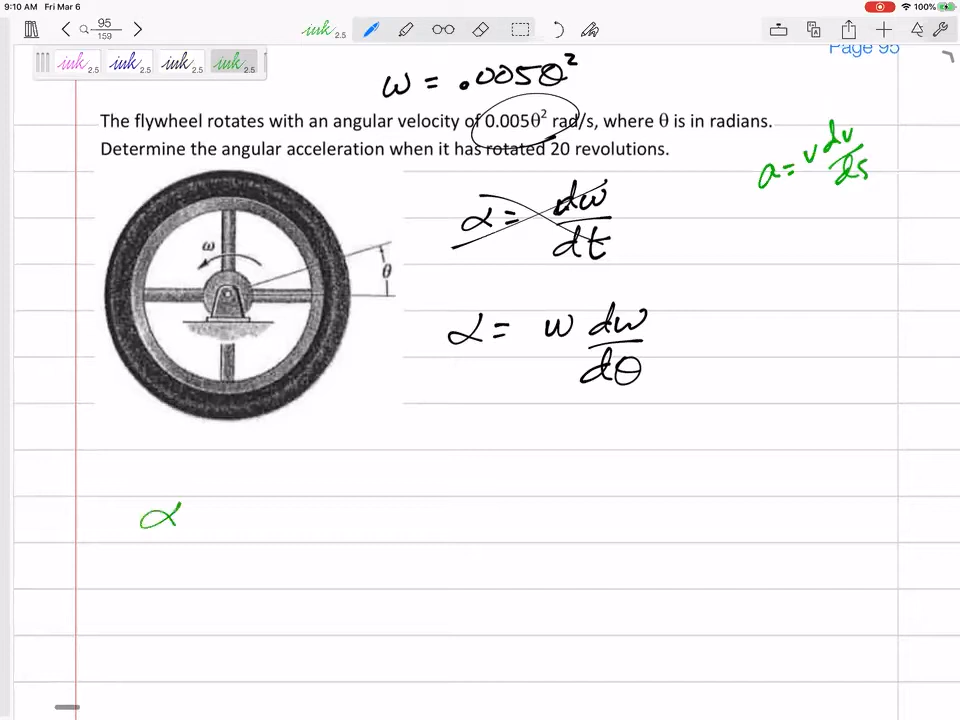 9:10 AM Fri Mar 6
100%
95
159
ink 2.5
ink 2.5
ink 2.5
ink 2.5
ink 2.5
Page 95
ω = .005θ²
The flywheel rotates with an angular velocity of 0.005θ² rad/s, where θ is in radians.
Determine the angular acceleration when it has rotated 20 revolutions.
a = v dv/ds
α = dω/dt
ω
θ
α = ω dω/dθ
α